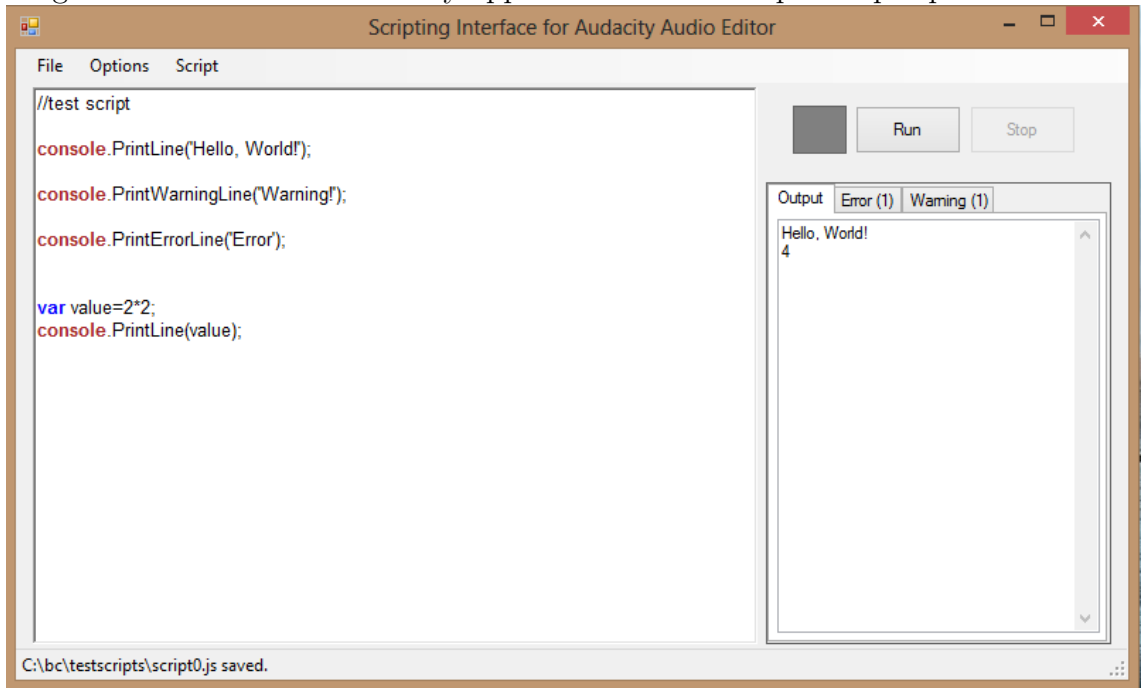 Scripting Interface for Audacity Audio Editor
File Options Script
//test script
console.PrintLine('Hello, World!');
console.PrintWarningLine('Warning!');
console.PrintErrorLine('Error');
var value=2*2;
console.PrintLine(value);
Run Stop
Output Error (1) Warning (1)
Hello, World!
4
C:\bc\testscripts\script0.js saved.